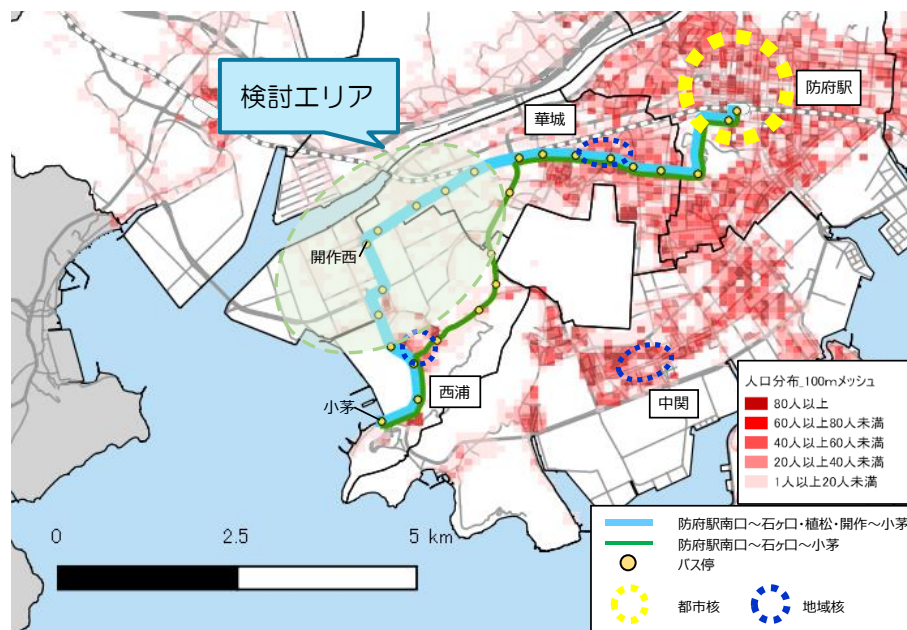 検討エリア
防府駅
華城
開作西
西浦
小茅
中関
人口分布_100mメッシュ
80人以上
60人以上80人未満
40人以上60人未満
20人以上40人未満
1人以上20人未満
0 2.5 5 km
防府駅南口～石ヶ口・植松・開作～小茅
防府駅南口～石ヶ口～小茅
バス停
都市核 地域核